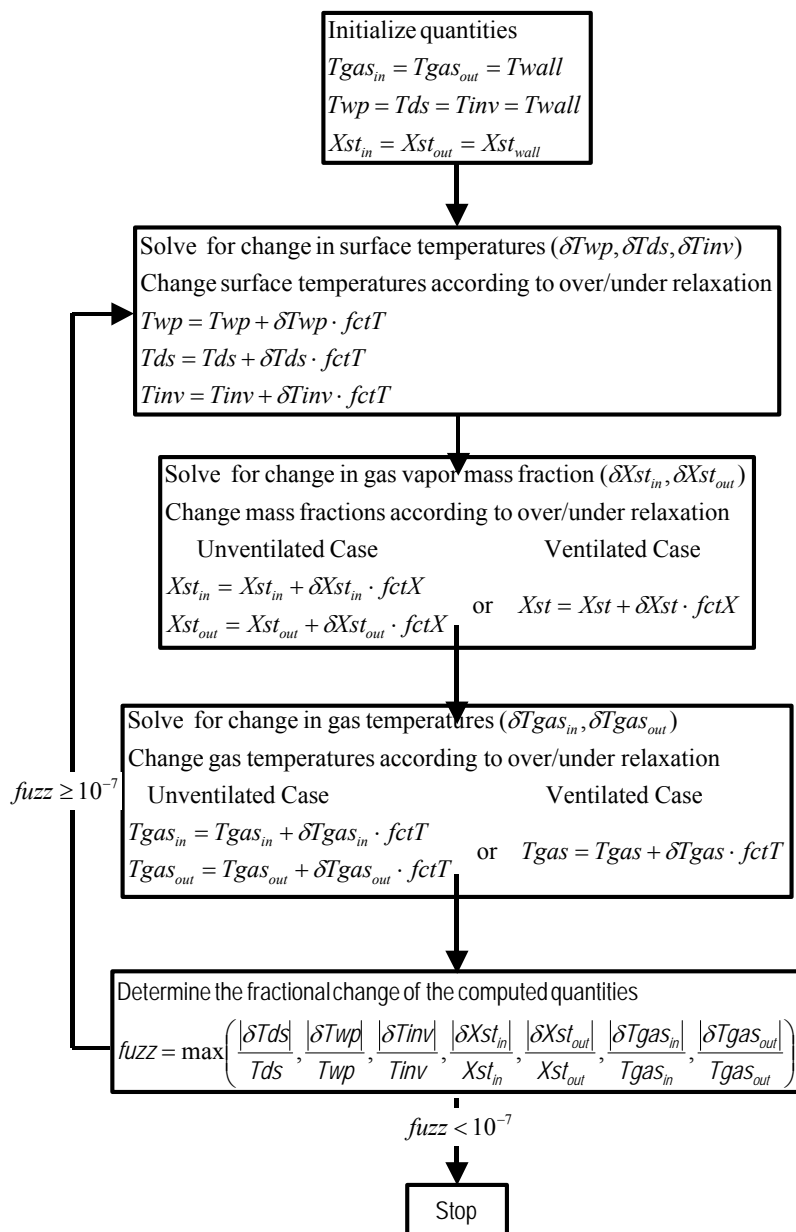 Initialize quantities
Tgas_in = Tgas_out = Twall
Twp = Tds = Tinv = Twall
Xst_in = Xst_out = Xst_wall
Solve for change in surface temperatures (δTwp, δTds, δTinv)
Change surface temperatures according to over/under relaxation
Twp = Twp + δTwp · fctT
Tds = Tds + δTds · fctT
Tinv = Tinv + δTinv · fctT
Solve for change in gas vapor mass fraction (δXst_in, δXst_out)
Change mass fractions according to over/under relaxation
Unventilated Case Ventilated Case
Xst_in = Xst_in + δXst_in · fctX
or Xst = Xst + δXst · fctX
Xst_out = Xst_out + δXst_out · fctX
Solve for change in gas temperatures (δTgas_in, δTgas_out)
Change gas temperatures according to over/under relaxation
Unventilated Case Ventilated Case
Tgas_in = Tgas_in + δTgas_in · fctT
or Tgas = Tgas + δTgas · fctT
Tgas_out = Tgas_out + δTgas_out · fctT
fuzz ≥ 10^-7
Determine the fractional change of the computed quantities
fuzz = max(|δTds|/Tds, |δTwp|/Twp, |δTinv|/Tinv, |δXst_in|/Xst_in, |δXst_out|/Xst_out, |δTgas_in|/Tgas_in, |δTgas_out|/Tgas_out)
fuzz < 10^-7
Stop